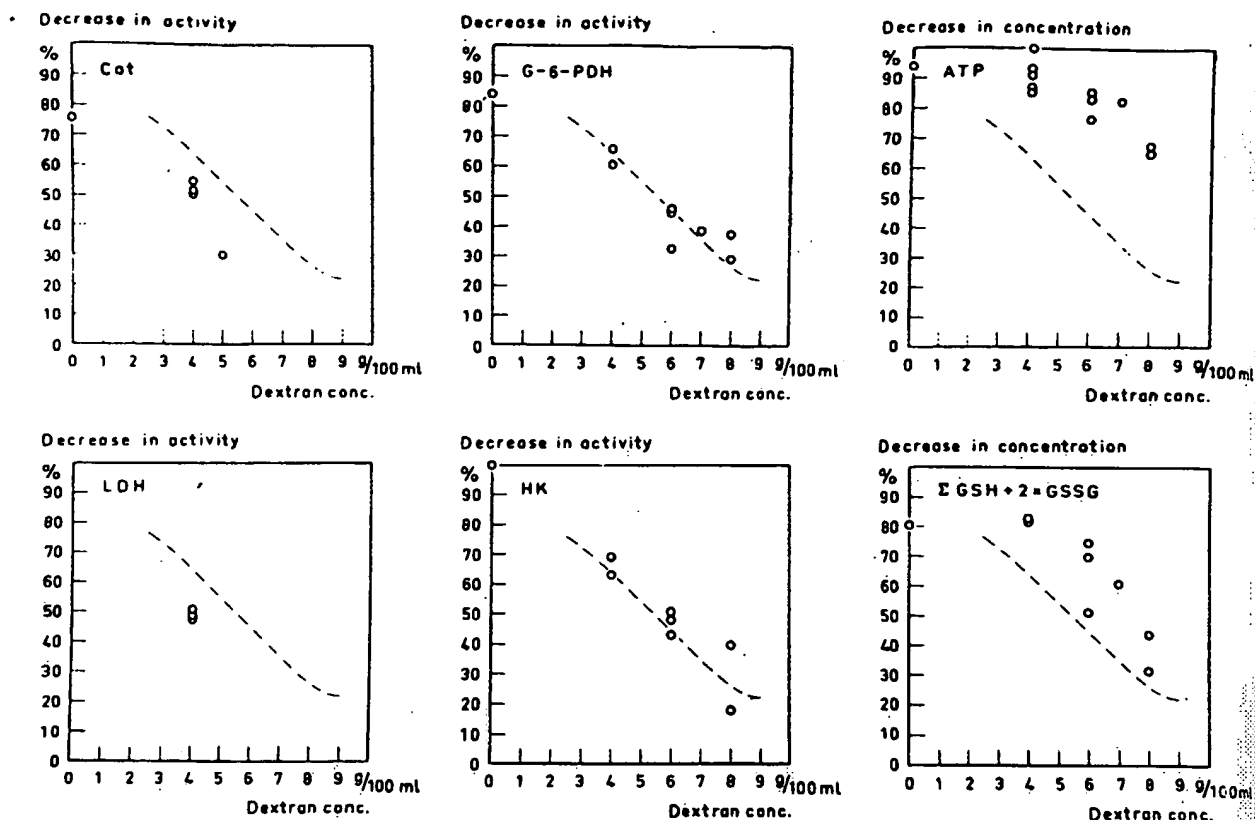 Decrease in activity
%
90
80
70
60
50
40
30
20
10
0
Cat
0 1 2 3 4 5 6 7 8 9 g/100 ml
Dextran conc.
Decrease in activity
%
90
80
70
60
50
40
30
20
10
0
G-6-PDH
0 1 2 3 4 5 6 7 8 9 g/100 ml
Dextran conc.
Decrease in concentration
%
90
80
70
60
50
40
30
20
10
0
ATP
0 1 2 3 4 5 6 7 8 9 g/100 ml
Dextran conc.
Decrease in activity
%
90
80
70
60
50
40
30
20
10
0
LDH
0 1 2 3 4 5 6 7 8 9 g/100 ml
Dextran conc.
Decrease in activity
%
90
80
70
60
50
40
30
20
10
0
HK
0 1 2 3 4 5 6 7 8 9 g/100 ml
Dextran conc.
Decrease in concentration
%
90
80
70
60
50
40
30
20
10
0
Σ GSH + 2 × GSSG
0 1 2 3 4 5 6 7 8 9 g/100 ml
Dextran conc.